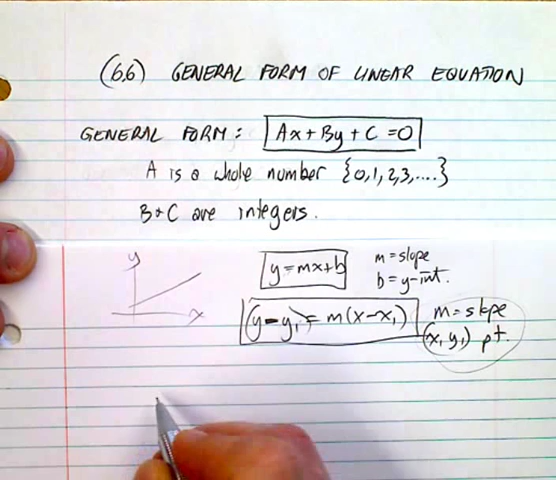 (6.6) GENERAL FORM OF LINEAR EQUATION
GENERAL FORM: Ax + By + C = 0
A is a whole number {0,1,2,3,....}
B + C are integers.
y
x
y = mx + b
m = slope
b = y-int.
(y - y₁) = m(x - x₁)
m = slope
(x₁, y₁) pt.